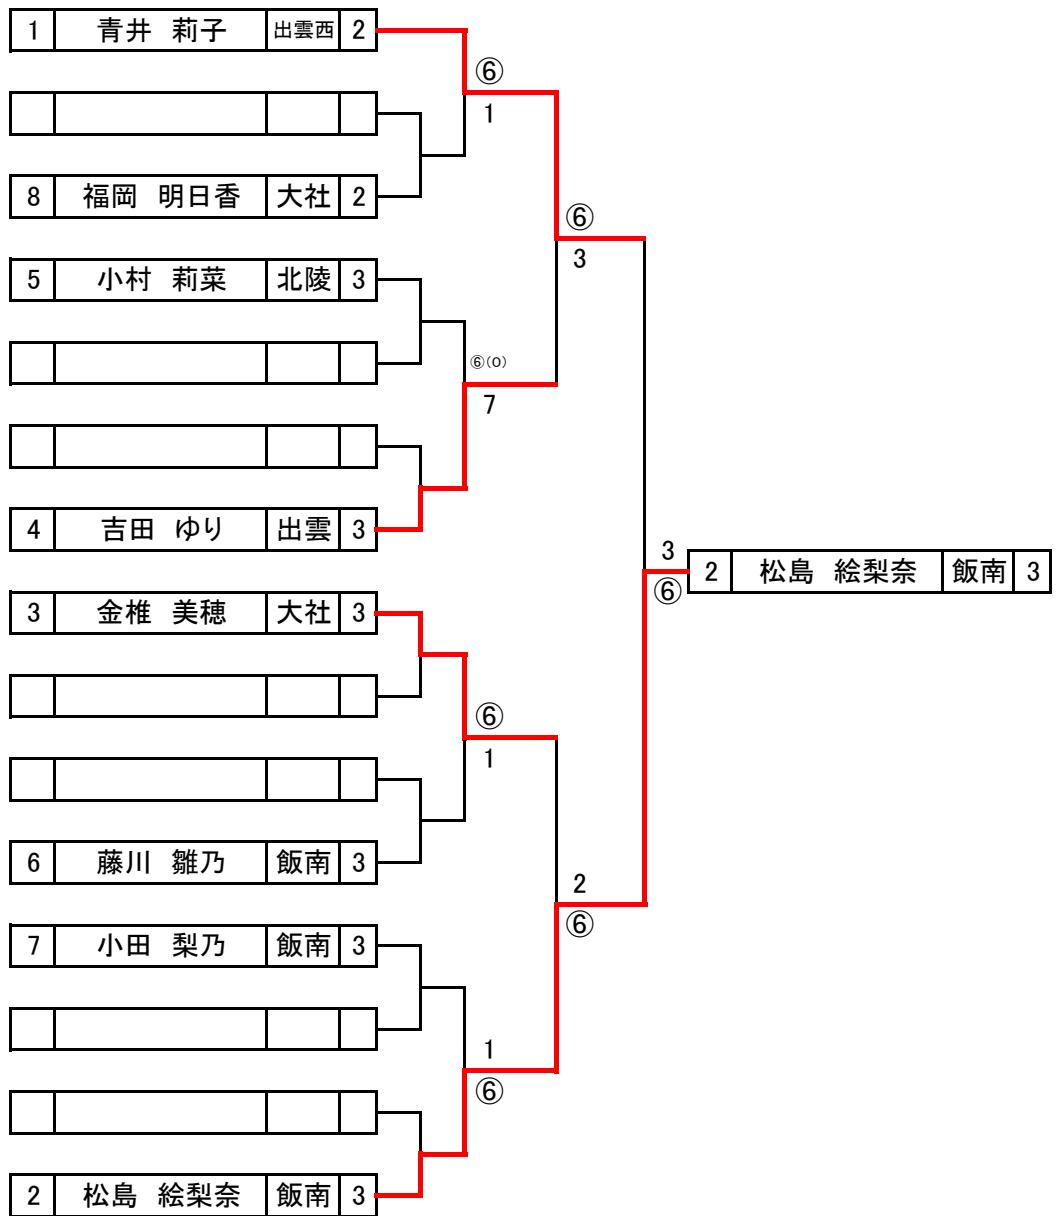 1 青井 莉子 出雲西 2
⑥
1
8 福岡 明日香 大社 2
⑥
3
5 小村 莉菜 北陵 3
⑥(0)
7
4 吉田 ゆり 出雲 3
3
2 松島 絵梨奈 飯南 3
⑥
3 金椎 美穂 大社 3
⑥
1
6 藤川 雛乃 飯南 3
2
⑥
7 小田 梨乃 飯南 3
1
⑥
2 松島 絵梨奈 飯南 3